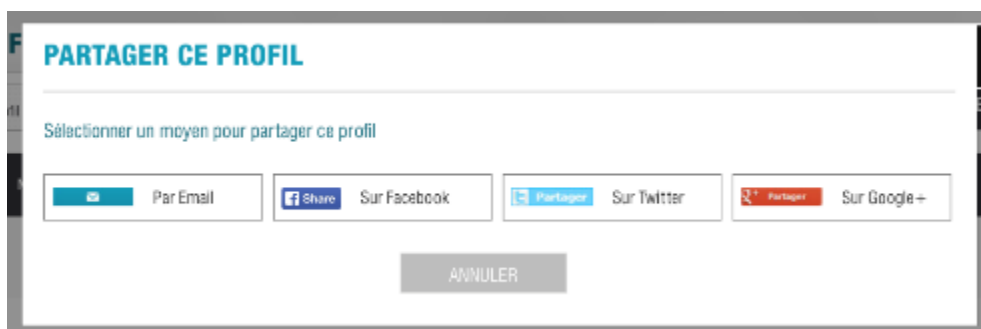 PARTAGER CE PROFIL
Sélectionner un moyen pour partager ce profil
Par Email
Share Sur Facebook
Partager Sur Twitter
Partager Sur Google+
ANNULER